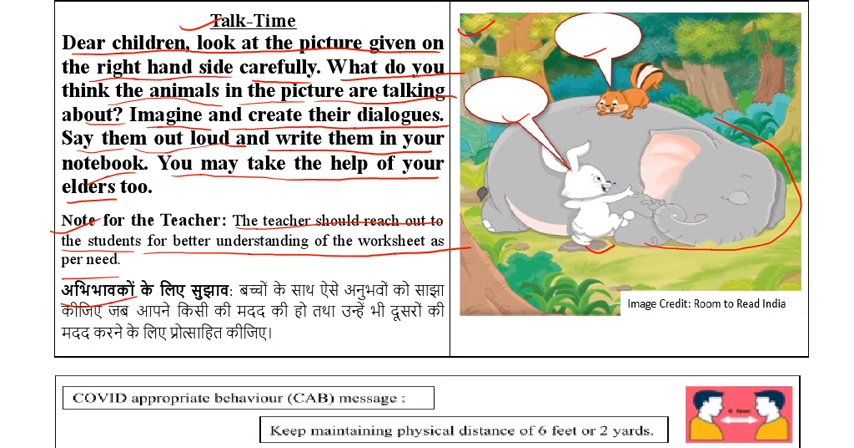 Talk-Time
Dear children, look at the picture given on
the right hand side carefully. What do you
think the animals in the picture are talking
about? Imagine and create their dialogues.
Say them out loud and write them in your
notebook. You may take the help of your
elders too.
Note for the Teacher: The teacher should reach out to
the students for better understanding of the worksheet as
per need.
अभिभावकों के लिए सुझाव: बच्चों के साथ ऐसे अनुभवों को साझा
कीजिए जब आपने किसी की मदद की हो तथा उन्हें भी दूसरों की
मदद करने के लिए प्रोत्साहित कीजिए।
Image Credit: Room to Read India
COVID appropriate behaviour (CAB) message :
Keep maintaining physical distance of 6 feet or 2 yards.